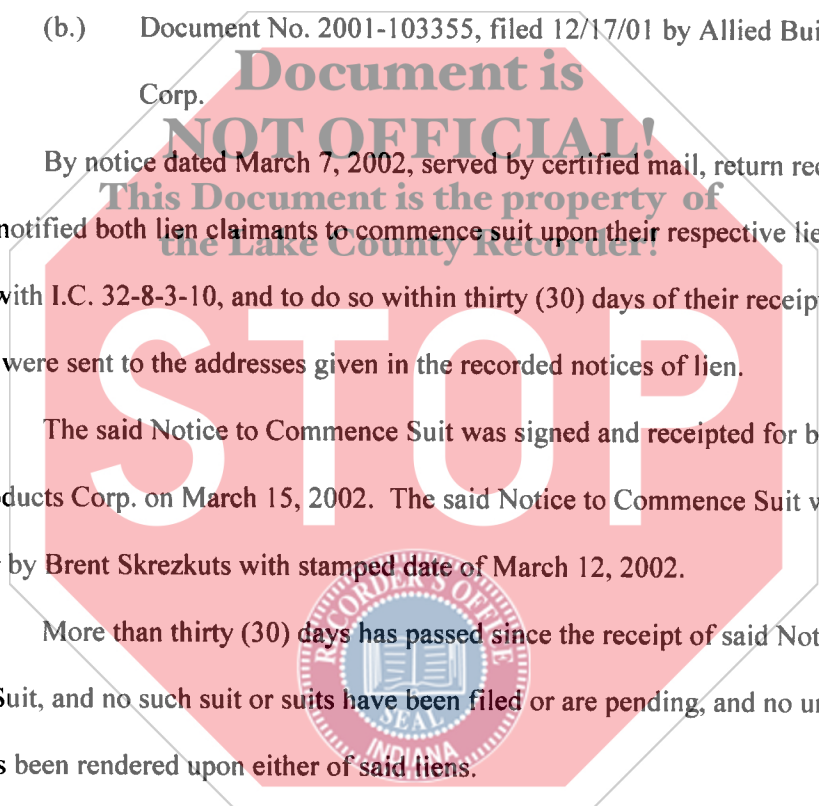 (b.) Document No. 2001-103355, filed 12/17/01 by Allied
Document is
Corp.
NOT OFFICIAL!
By notice dated March 7, 2002, served by certified mail, return
This Document is the property of
notified both lien claimants to commence suit upon their respective
the Lake County Recorder!
with I.C. 32-8-3-10, and to do so within thirty (30) days of their
were sent to the addresses given in the recorded notices of lien.
STOP
The said Notice to Commence Suit was signed and receipted for
Corp. on March 15, 2002. The said Notice to Commence Suit
by Brent Skrezkuts with stamped date of March 12, 2002.
RECORDER'S OFFICE
More than thirty (30) days has passed since the receipt of said
Suit, and no such suit or suits have been filed or are pending, and no
SEAL
INDIANA
been rendered upon either of said liens.